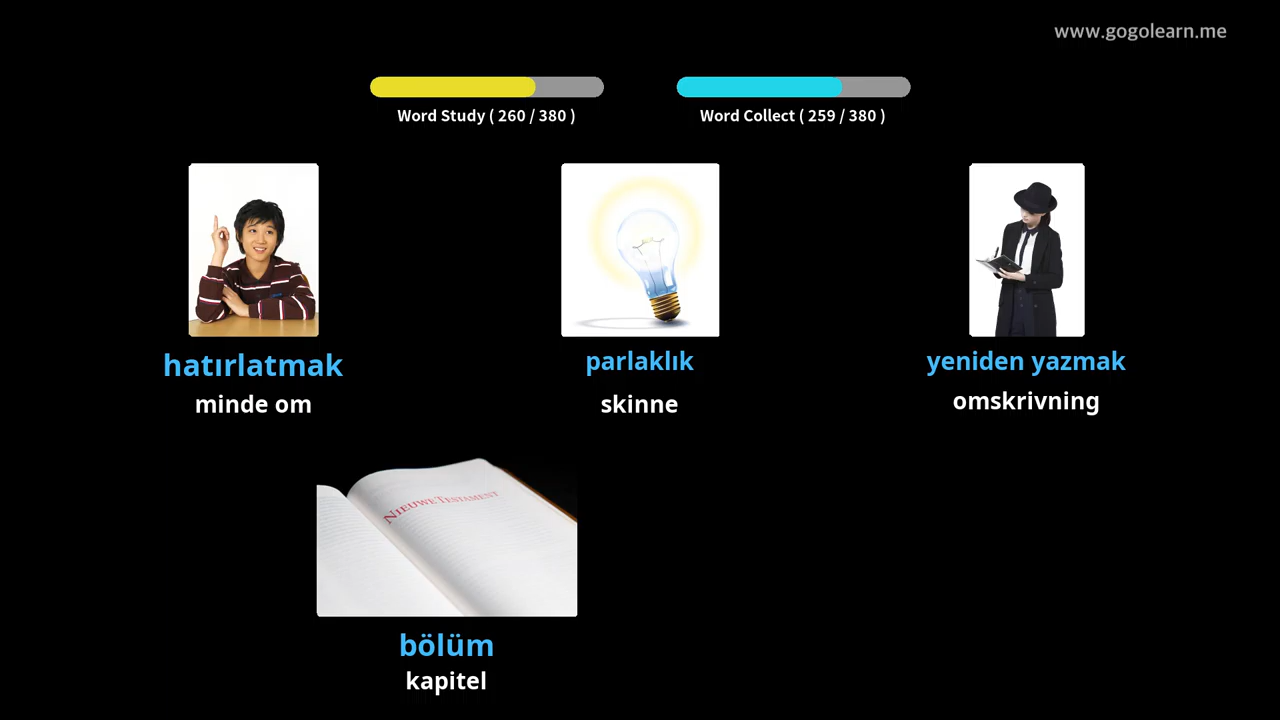 www.gogolearn.me
Word Study ( 260 / 380 )
Word Collect ( 259 / 380 )
hatırlatmak
minde om
parlaklık
skinne
yeniden yazmak
omskrivning
NIEUWE TESTAMENT
bölüm
kapitel